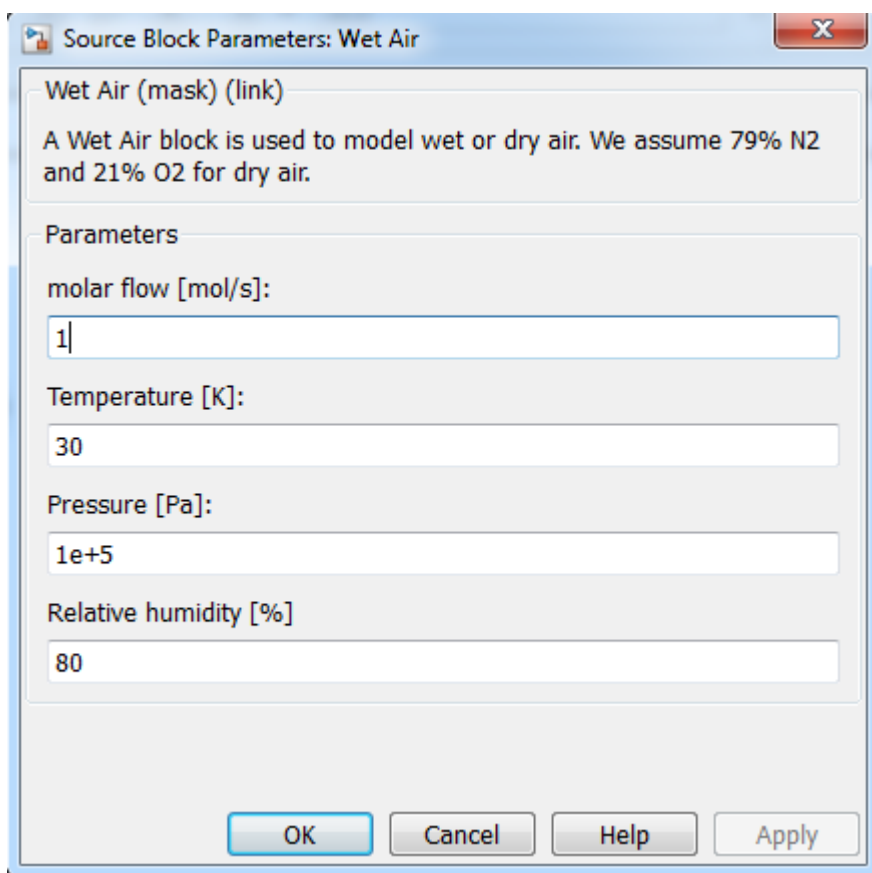 Source Block Parameters: Wet Air
Wet Air (mask) (link)
A Wet Air block is used to model wet or dry air. We assume 79% N2
and 21% O2 for dry air.
Parameters
molar flow [mol/s]:
1
Temperature [K]:
30
Pressure [Pa]:
1e+5
Relative humidity [%]
80
OK Cancel Help Apply